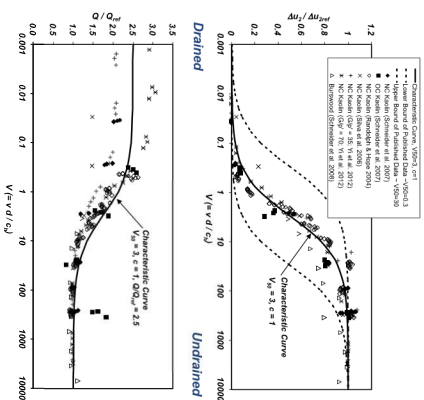 Δu₂ / Δu₂ref
0
0.2
0.4
0.6
0.8
1
1.2
Characteristic Curve, V50=3, c=1
Lower Bound of Published Data - V50=0.3
Upper Bound of Published Data - V50=30
NC Kaolin (Schneider et al. 2007)
OC Kaolin (Schneider et al. 2007)
NC Kaolin (Randolph & Hope 2004)
NC Kaolin (Silva et al. 2006)
NC Kaolin (G/p' = 35, Yi et al. 2012)
NC Kaolin (G/p' = 70, Yi et al. 2012)
Burswood (Schneider et al. 2008)
Characteristic Curve
V₅₀ = 3, c = 1
0.001
0.01
0.1
1
10
100
1000
10000
V (= v d / cᵥ)
Drained
Undrained
Q / Q_ref
0.0
0.5
1.0
1.5
2.0
2.5
3.0
3.5
Characteristic Curve
V₅₀ = 3, c = 1, Q/Q_ref = 2.5
0.001
0.01
0.1
1
10
100
1000
10000
V (= v d / cᵥ)